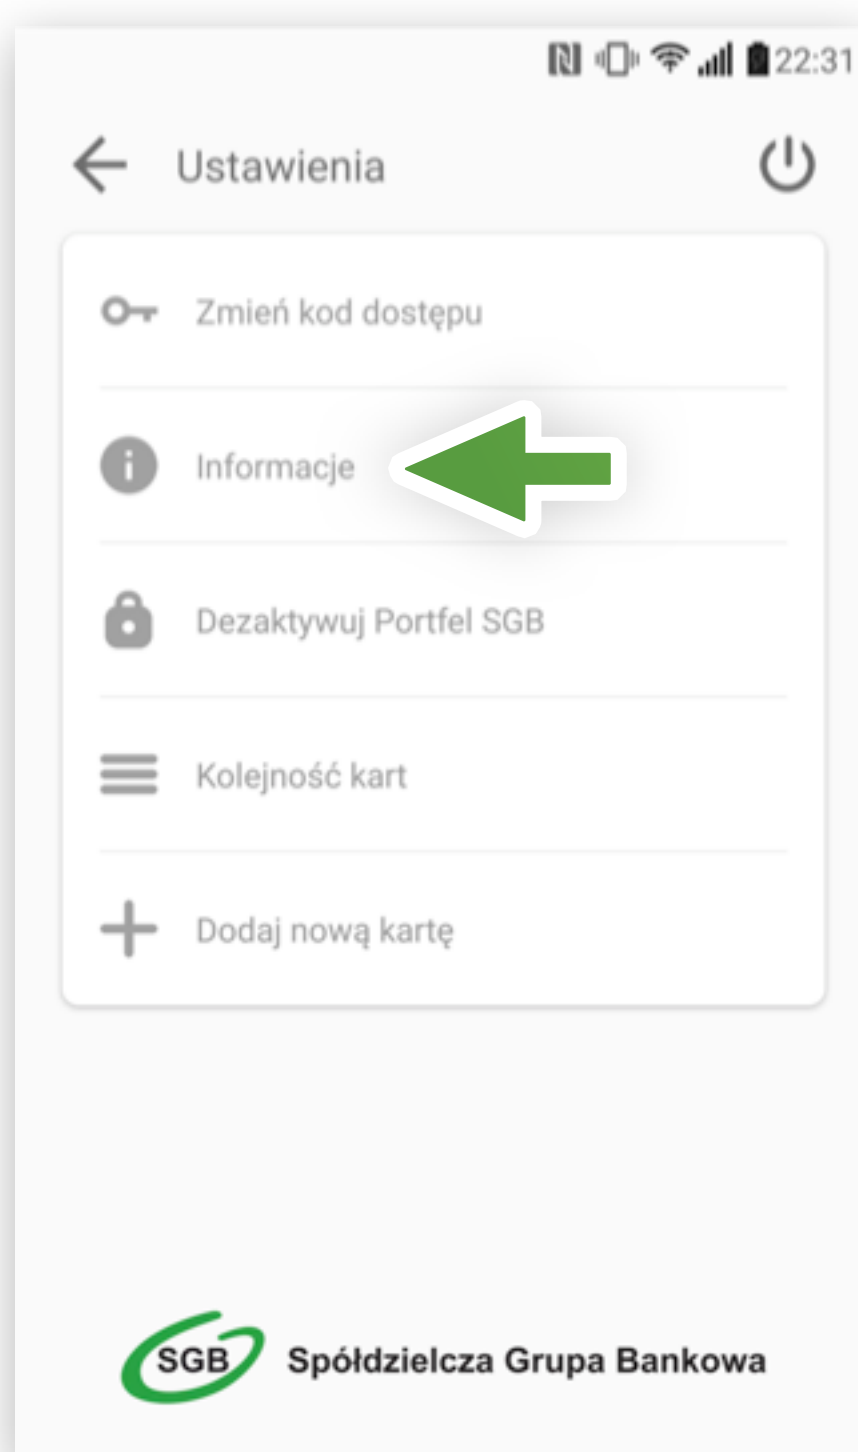 22:31
Ustawienia
Zmień kod dostępu
Informacje
Dezaktywuj Portfel SGB
Kolejność kart
Dodaj nową kartę
SGB Spółdzielcza Grupa Bankowa